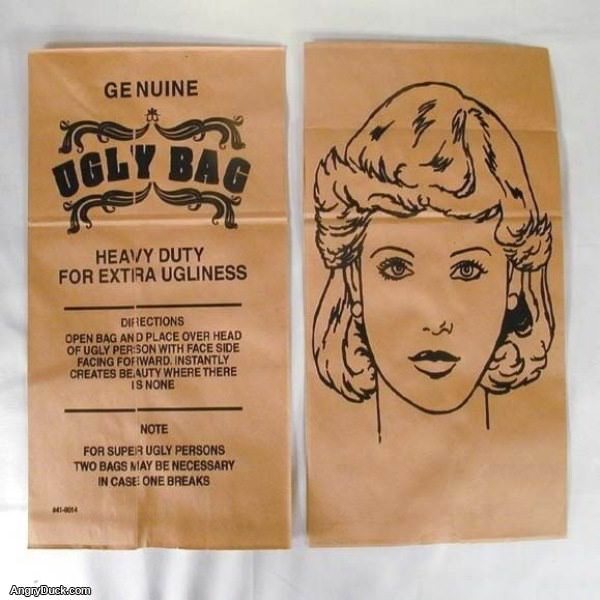 GENUINE
UGLY BAG
HEAVY DUTY
FOR EXTRA UGLINESS
DIRECTIONS
OPEN BAG AND PLACE OVER HEAD
OF UGLY PERSON WITH FACE SIDE
FACING FORWARD. INSTANTLY
CREATES BEAUTY WHERE THERE
IS NONE
NOTE
FOR SUPER UGLY PERSONS
TWO BAGS MAY BE NECESSARY
IN CASE ONE BREAKS
AngryDuck.com